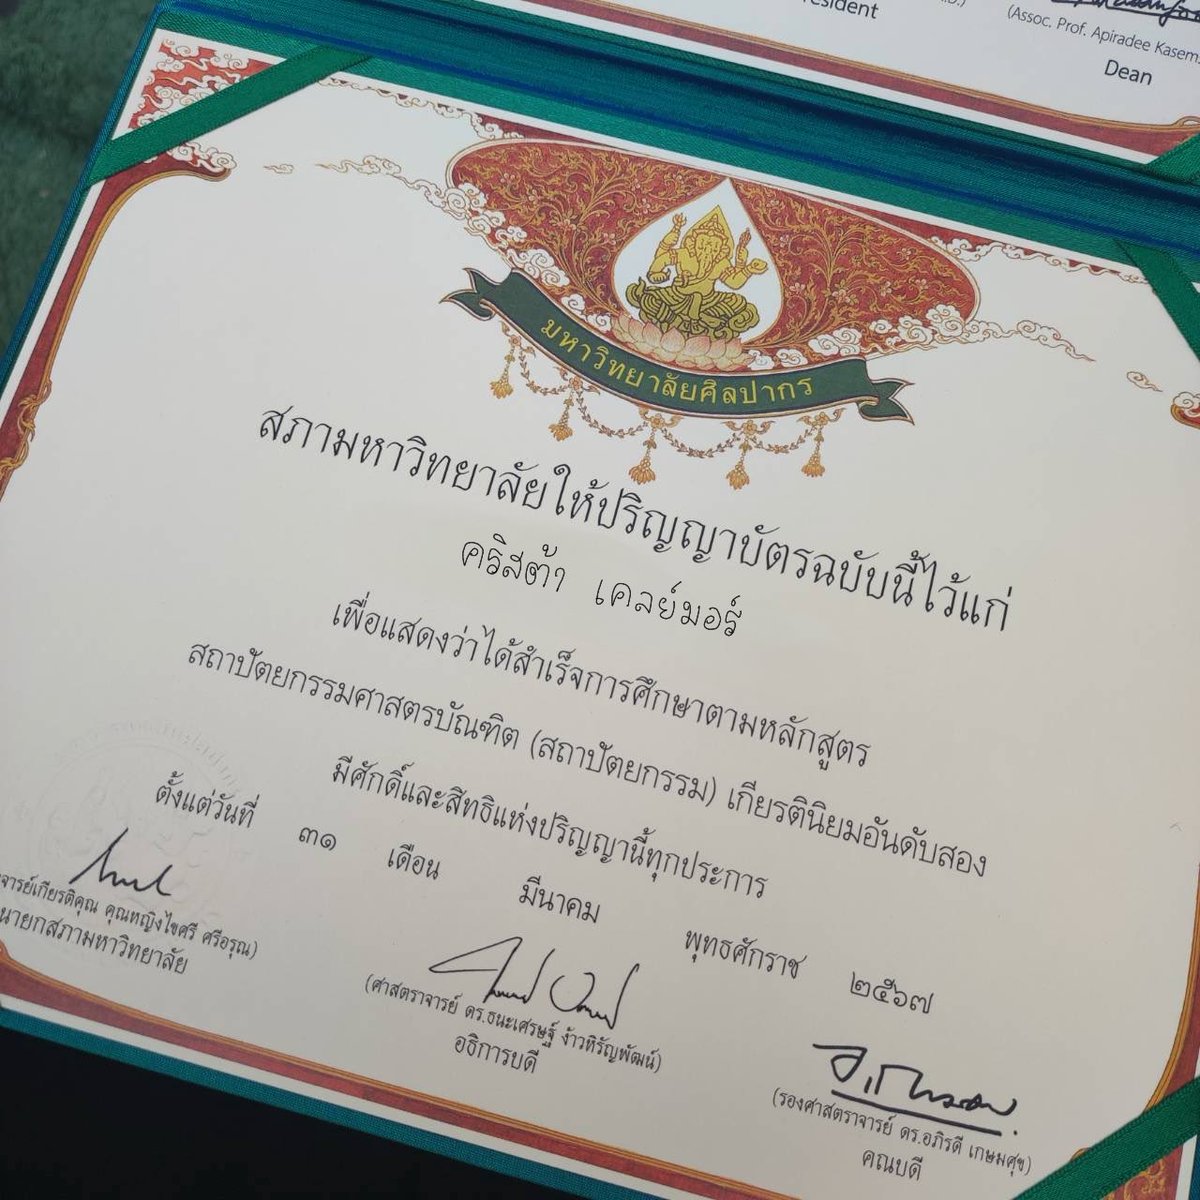 resident
(Assoc. Prof. Apiradee Kasem
Dean
มหาวิทยาลัยศิลปากร
สภามหาวิทยาลัยให้ปริญญาบัตรฉบับนี้ไว้แก่
คริสต้า เคลย์มอร์
เพื่อแสดงว่าได้สำเร็จการศึกษาตามหลักสูตร
สถาปัตยกรรมศาสตรบัณฑิต (สถาปัตยกรรม) เกียรตินิยมอันดับสอง
มีศักดิ์และสิทธิแห่งปริญญานี้ทุกประการ
ตั้งแต่วันที่ ๓๑ เดือน มีนาคม พุทธศักราช ๒๕๖๗
จารย์เกียรติคุณ คุณหญิงไขศรี ศรีอรุณ)
นายกสภามหาวิทยาลัย
(ศาสตราจารย์ ดร.ธนะเศรษฐ์ ง้าวหิรัญพัฒน์)
อธิการบดี
(รองศาสตราจารย์ ดร.อภิรดี เกษมศุข)
คณบดี